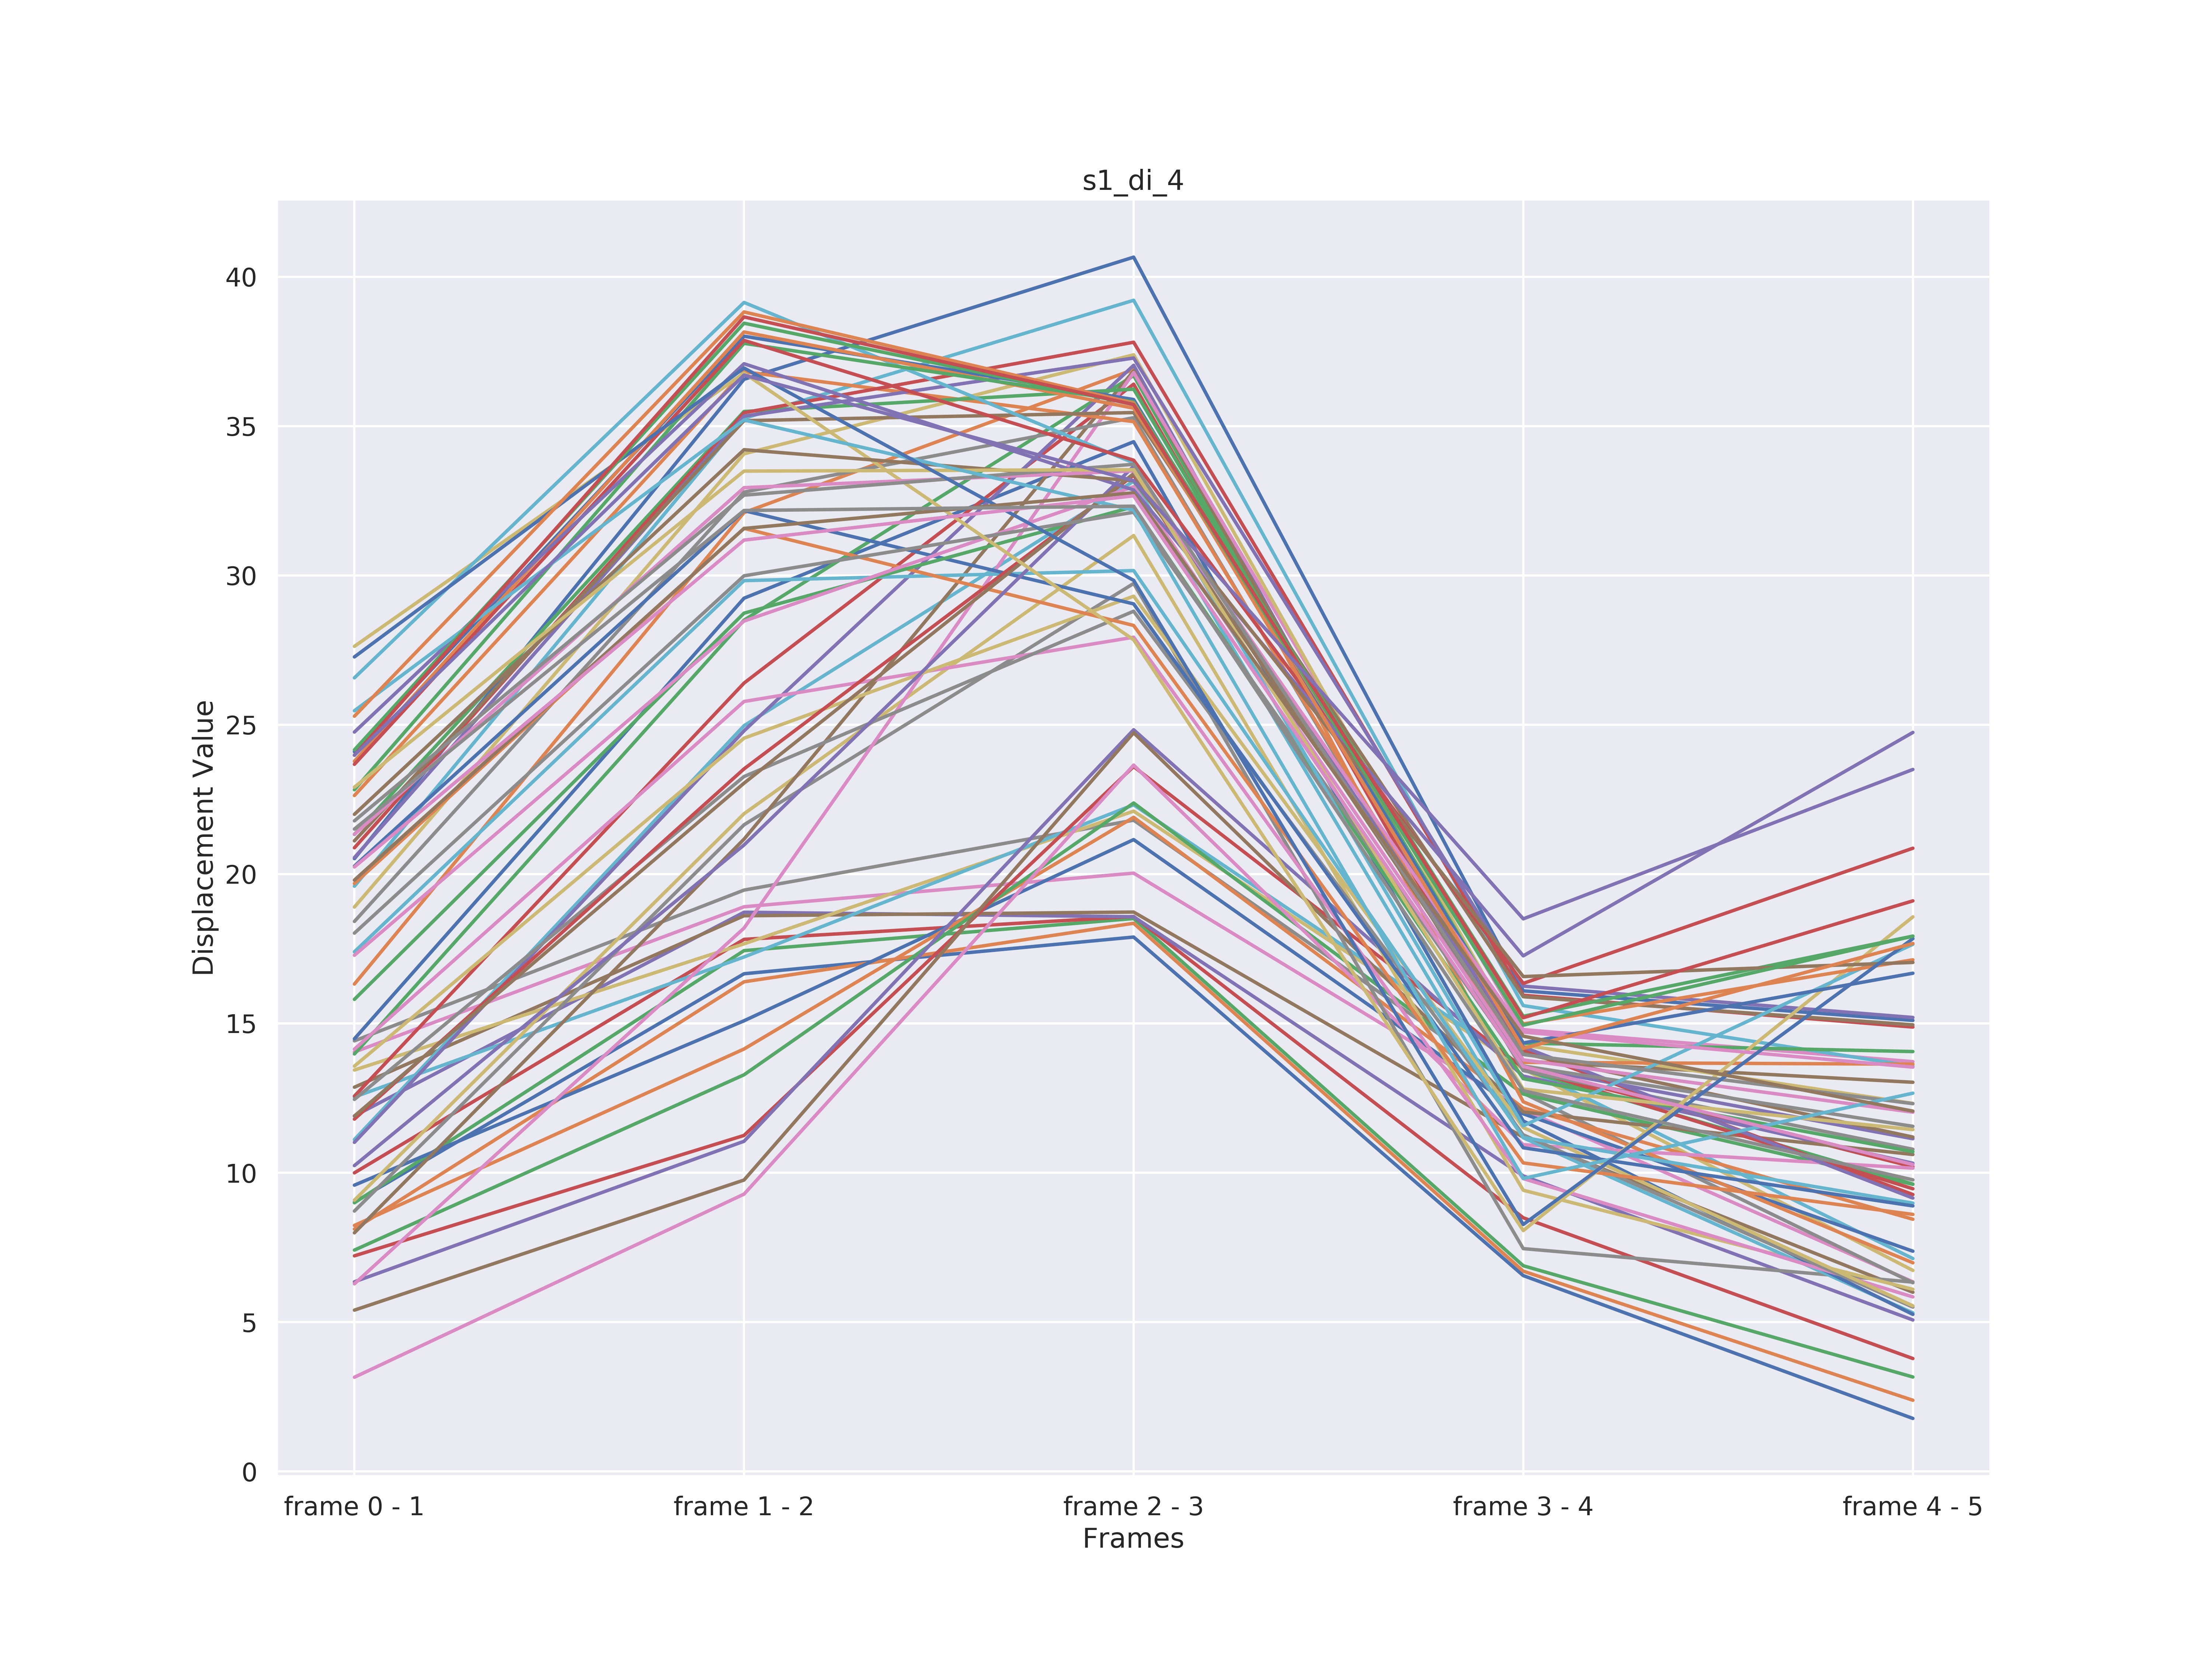 s1_di_4
Displacement Value
40
35
30
25
20
15
10
5
0
frame 0 - 1
frame 1 - 2
frame 2 - 3
frame 3 - 4
frame 4 - 5
Frames